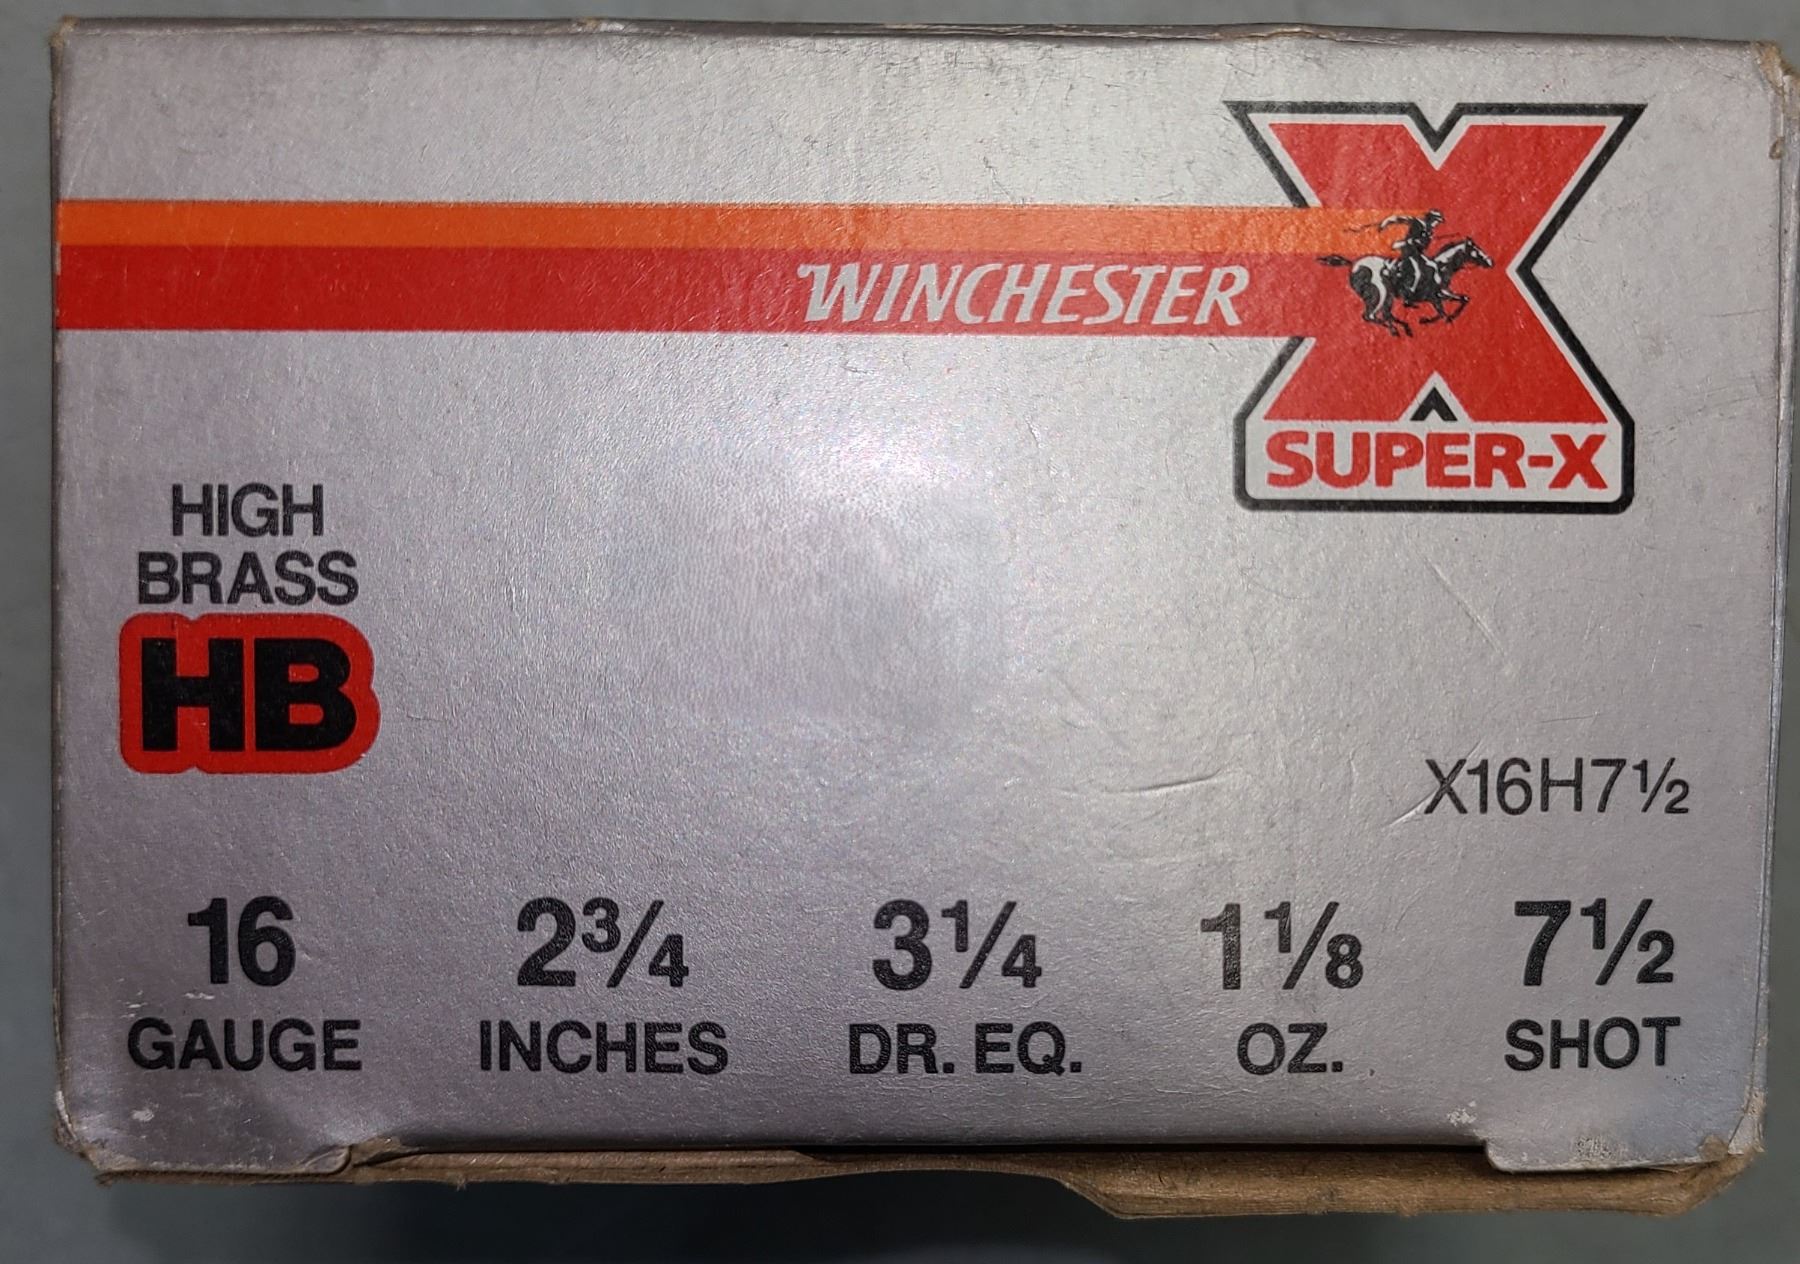 WINCHESTER
X
SUPER-X
HIGH
BRASS
HB
X16H7½
16 2¾ 3¼ 1⅛ 7½
GAUGE INCHES DR. EQ. OZ. SHOT